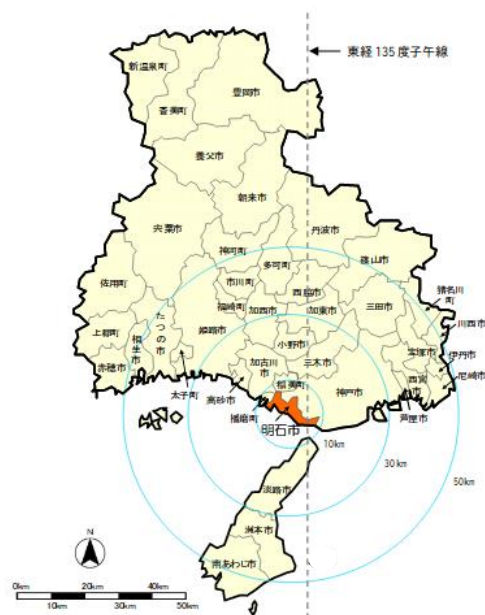 東経135度子午線
新温泉町
香美町
豊岡市
養父市
朝来市
宍粟市
丹波市
神河町
多可町
篠山市
市川町
西脇市
猪名川町
佐用町
福崎町
加西市
加東市
三田市
川西市
たつの市
姫路市
小野市
宝塚市
伊丹市
上郡町
相生市
加古川市
三木市
西宮市
尼崎市
赤穂市
稲美町
神戸市
太子町
高砂市
播磨町
芦屋市
明石市
10km
30km
50km
淡路市
洲本市
南あわじ市
N
0km 20km 40km
10km 30km 50km